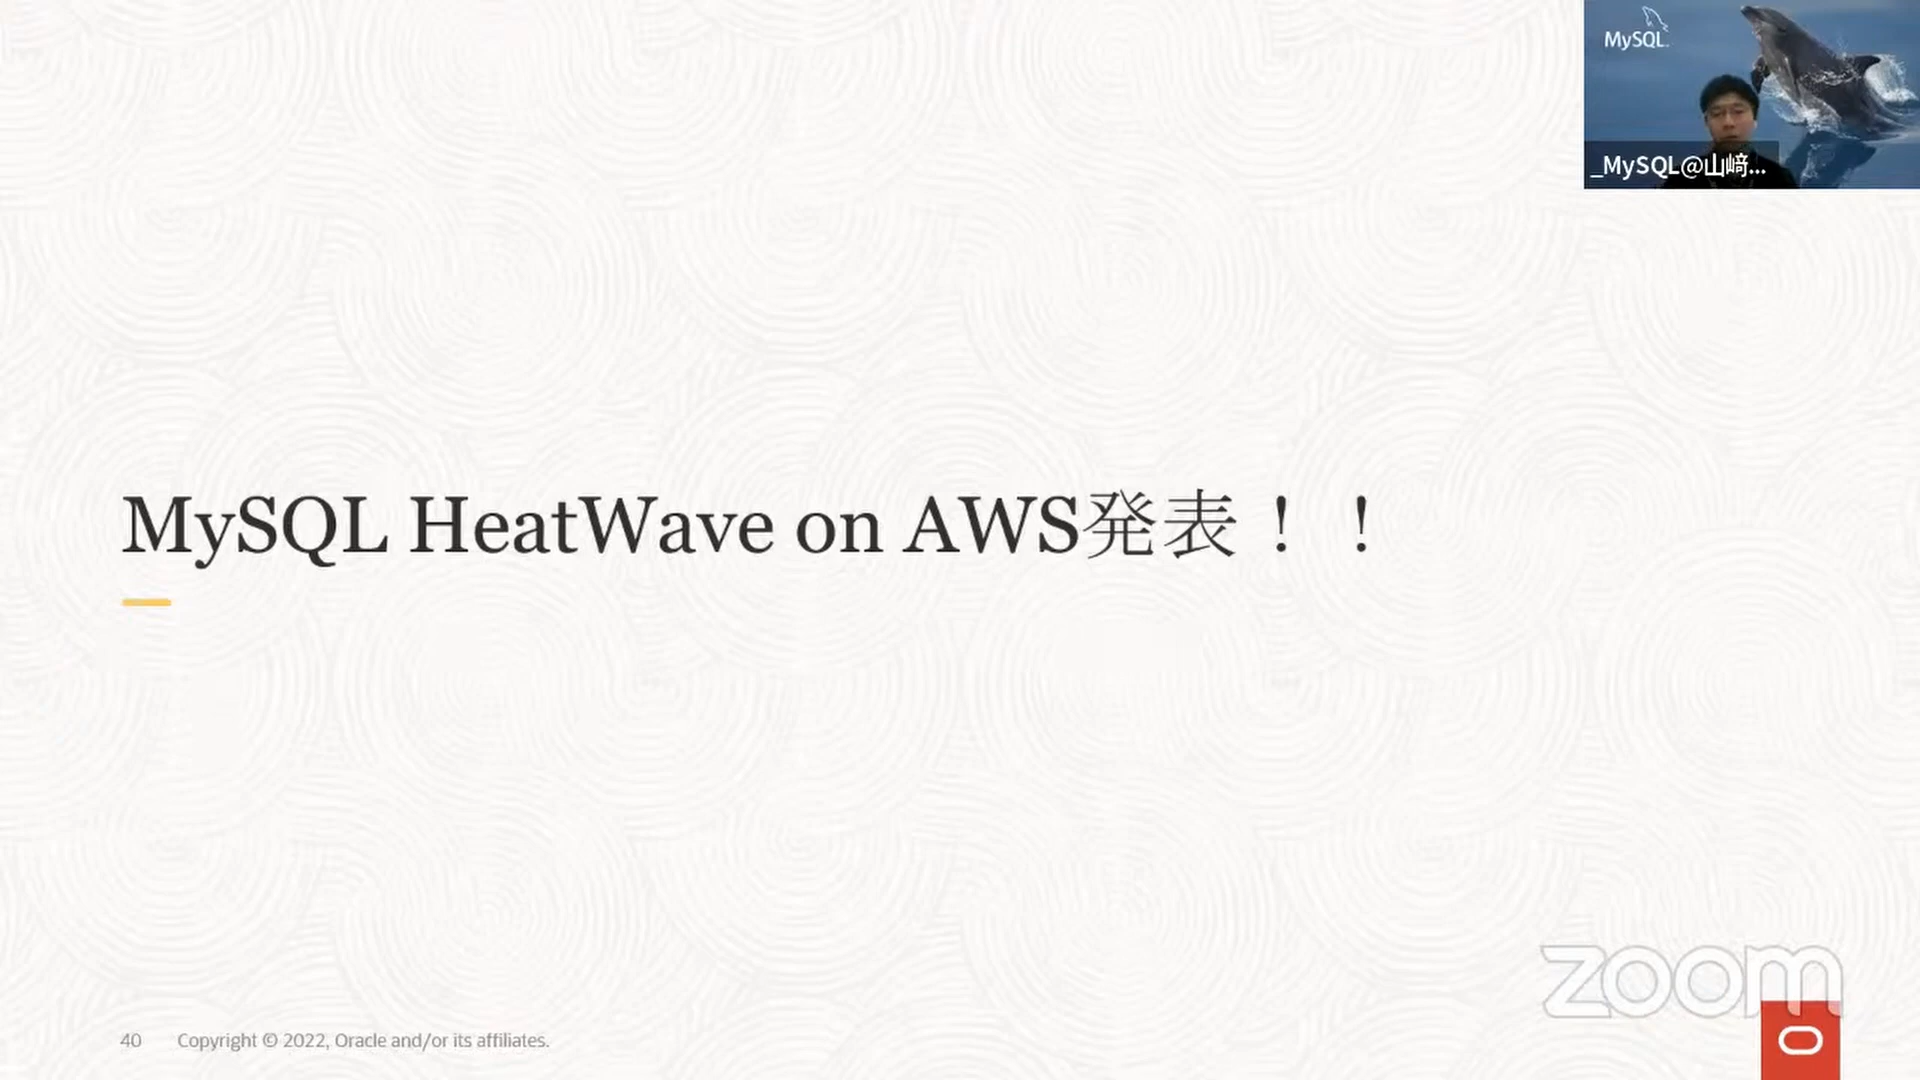 MySQL
_MySQL@山﨑...
MySQL HeatWave on AWS発表！！
zoom
40 Copyright © 2022, Oracle and/or its affiliates.